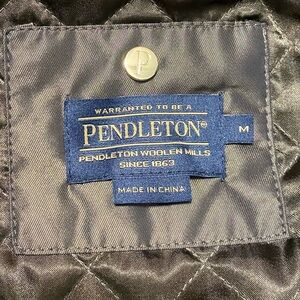 P
WARRANTED TO BE A
PENDLETON®
M
PENDLETON WOOLEN MILLS
SINCE 1863
MADE IN CHINA